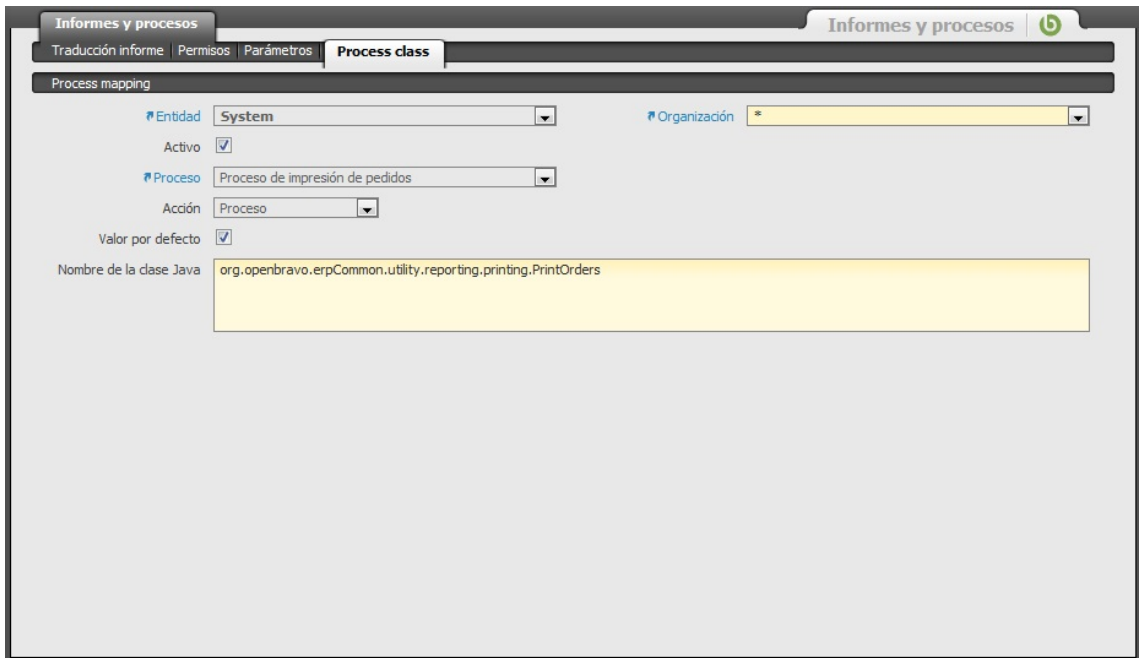 Informes y procesos
Informes y procesos
Traducción informe | Permisos | Parámetros | Process class
Process mapping
Entidad System Organización *
Activo
Proceso Proceso de impresión de pedidos
Acción Proceso
Valor por defecto
Nombre de la clase Java org.openbravo.erpCommon.utility.reporting.printing.PrintOrders